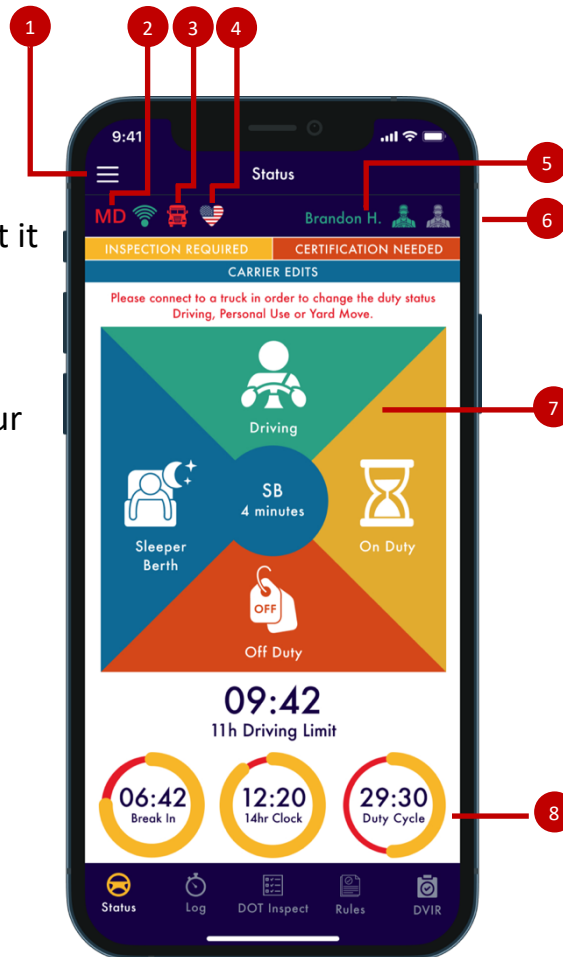 1
2
3
4
9:41
Status
5
MD
Brandon H.
6
t it
INSPECTION REQUIRED
CERTIFICATION NEEDED
CARRIER EDITS
Please connect to a truck in order to change the duty status
Driving, Personal Use or Yard Move.
7
ur
Driving
SB
4 minutes
Sleeper
Berth
On Duty
OFF
Off Duty
09:42
11h Driving Limit
06:42
Break In
12:20
14hr Clock
29:30
Duty Cycle
8
Status
Log
DOT Inspect
Rules
DVIR